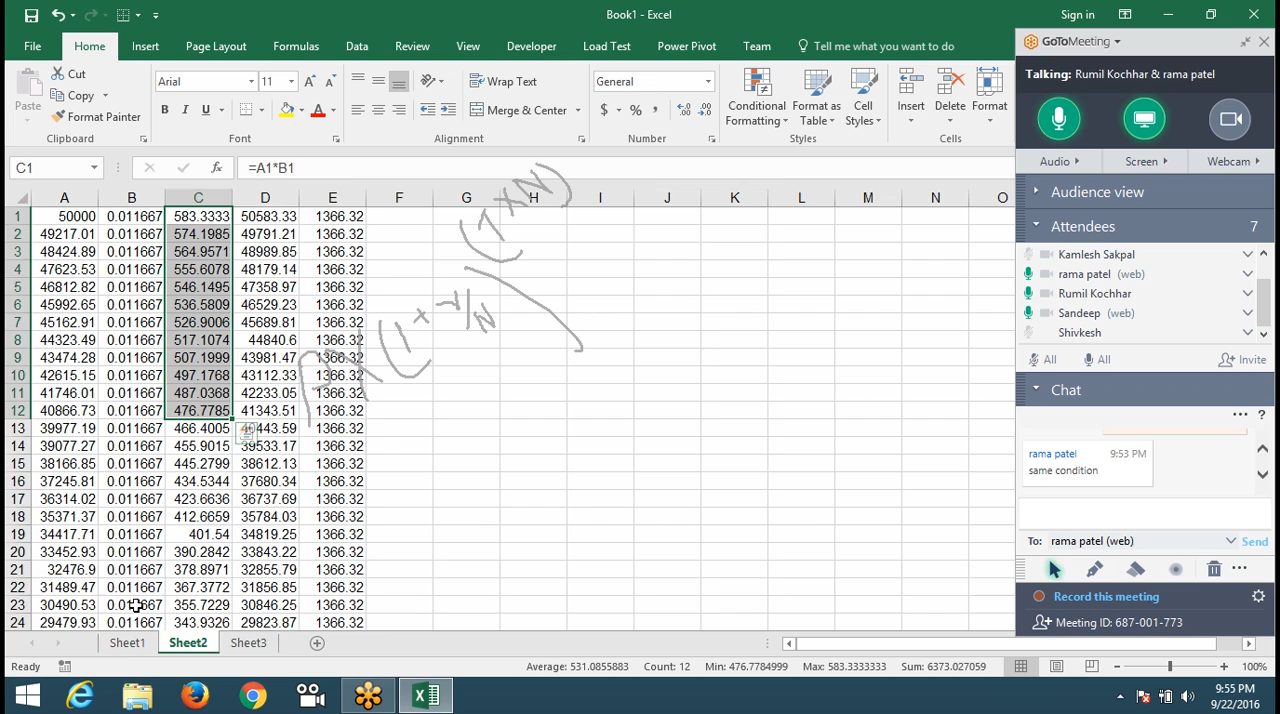 Book1 - Excel
Sign in
File Home Insert Page Layout Formulas Data Review View Developer Load Test Power Pivot Team Tell me what you want to do
Paste
Cut
Copy
Format Painter
Clipboard
Arial 11
B I U
Font
Wrap Text
Merge & Center
Alignment
General
$ % ,
Number
Conditional Formatting
Format as Table
Cell Styles
Styles
Insert Delete Format
Cells
C1 =A1*B1
A B C D E F G H I J K L M N O
1 50000 0.011667 583.3333 50583.33 1366.32
2 49217.01 0.011667 574.1985 49791.21 1366.32
3 48424.89 0.011667 564.9571 48989.85 1366.32
4 47623.53 0.011667 555.6078 48179.14 1366.32
5 46812.82 0.011667 546.1495 47358.97 1366.32
6 45992.65 0.011667 536.5809 46529.23 1366.32
7 45162.91 0.011667 526.9006 45689.81 1366.32
8 44323.49 0.011667 517.1074 44840.6 1366.32
9 43474.28 0.011667 507.1999 43981.47 1366.32
10 42615.15 0.011667 497.1768 43112.33 1366.32
11 41746.01 0.011667 487.0368 42233.05 1366.32
12 40866.73 0.011667 476.7785 41343.51 1366.32
13 39977.19 0.011667 466.4005 443.59 1366.32
14 39077.27 0.011667 455.9015 39533.17 1366.32
15 38166.85 0.011667 445.2799 38612.13 1366.32
16 37245.81 0.011667 434.5344 37680.34 1366.32
17 36314.02 0.011667 423.6636 36737.69 1366.32
18 35371.37 0.011667 412.6659 35784.03 1366.32
19 34417.71 0.011667 401.54 34819.25 1366.32
20 33452.93 0.011667 390.2842 33843.22 1366.32
21 32476.9 0.011667 378.8971 32855.79 1366.32
22 31489.47 0.011667 367.3772 31856.85 1366.32
23 30490.53 0.011667 355.7229 30846.25 1366.32
24 29479.93 0.011667 343.9326 29823.87 1366.32
(1 + r/N) (T X N)
Sheet1 Sheet2 Sheet3
Ready Average: 531.0855883 Count: 12 Min: 476.7784999 Max: 583.3333333 Sum: 6373.027059 100%
GoToMeeting
Talking: Rumil Kochhar & rama patel
Audio Screen Webcam
Audience view
Attendees 7
Kamlesh Sakpal
rama patel (web)
Rumil Kochhar
Sandeep (web)
Shivkesh
All All Invite
Chat
... ?
rama patel 9:53 PM
same condition
To: rama patel (web) Send
Record this meeting
Meeting ID: 687-001-773
9:55 PM
9/22/2016